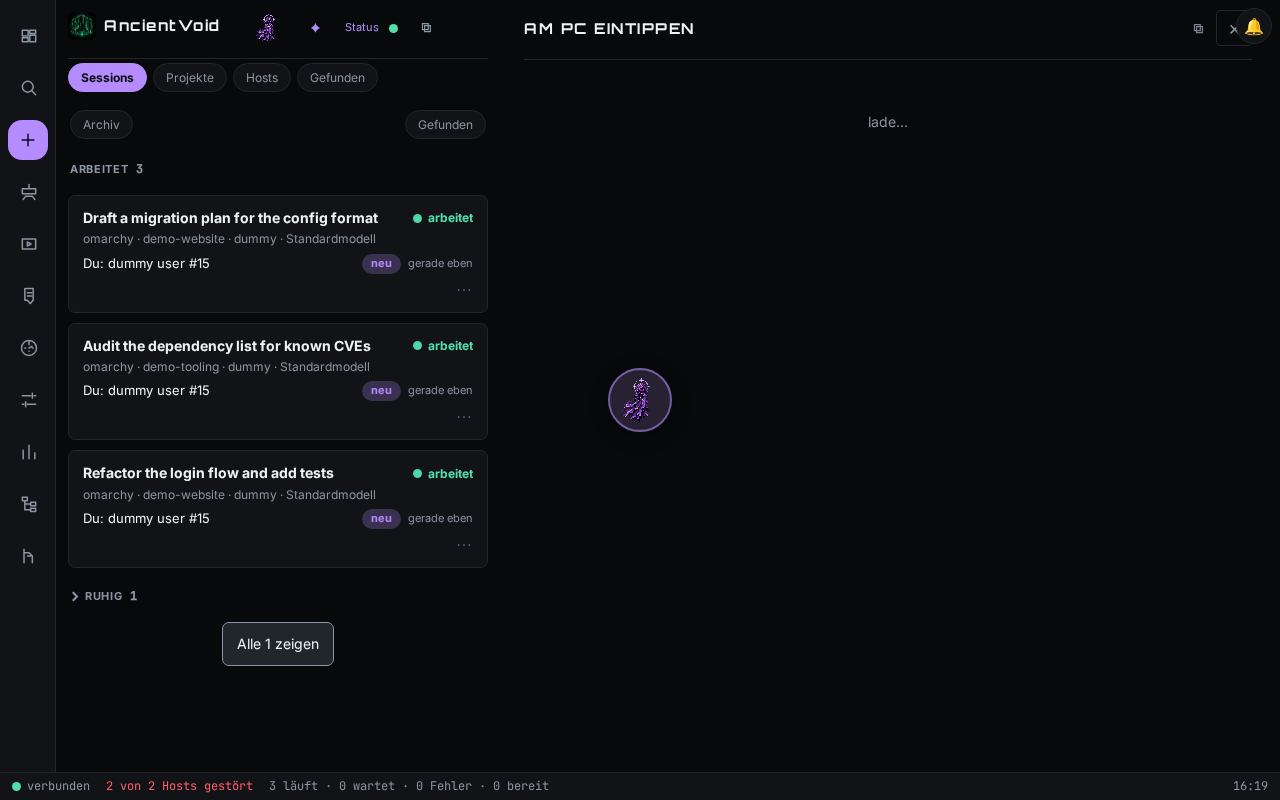 AncientVoid
Status
Sessions
Projekte
Hosts
Gefunden
Archiv
Gefunden
ARBEITET 3
Draft a migration plan for the config format
arbeitet
omarchy · demo-website · dummy · Standardmodell
Du: dummy user #15
neu
gerade eben
...
Audit the dependency list for known CVEs
arbeitet
omarchy · demo-tooling · dummy · Standardmodell
Du: dummy user #15
neu
gerade eben
...
Refactor the login flow and add tests
arbeitet
omarchy · demo-website · dummy · Standardmodell
Du: dummy user #15
neu
gerade eben
...
RUHIG 1
Alle 1 zeigen
AM PC EINTIPPEN
lade…
verbunden
2 von 2 Hosts gestört
3 läuft · 0 wartet · 0 Fehler · 0 bereit
16:19